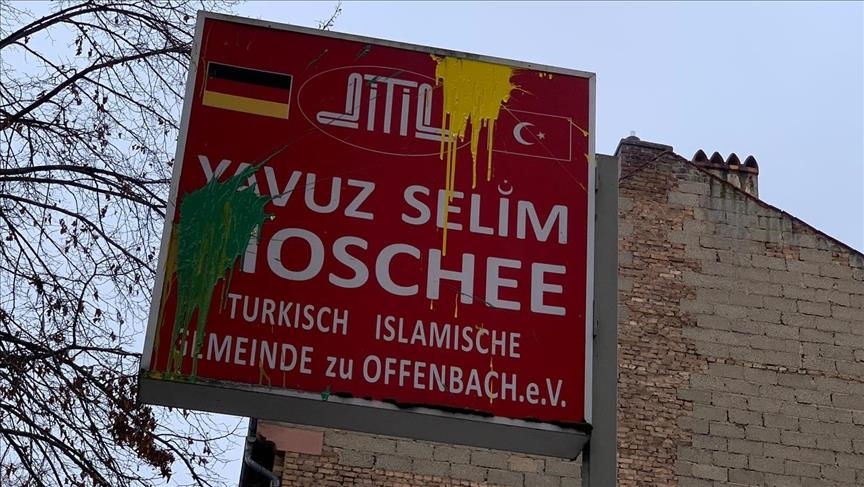 DITIB
YAVUZ SELİM
MOSCHEE
TURKISCH ISLAMISCHE
GEMEINDE zu OFFENBACH.e.V.